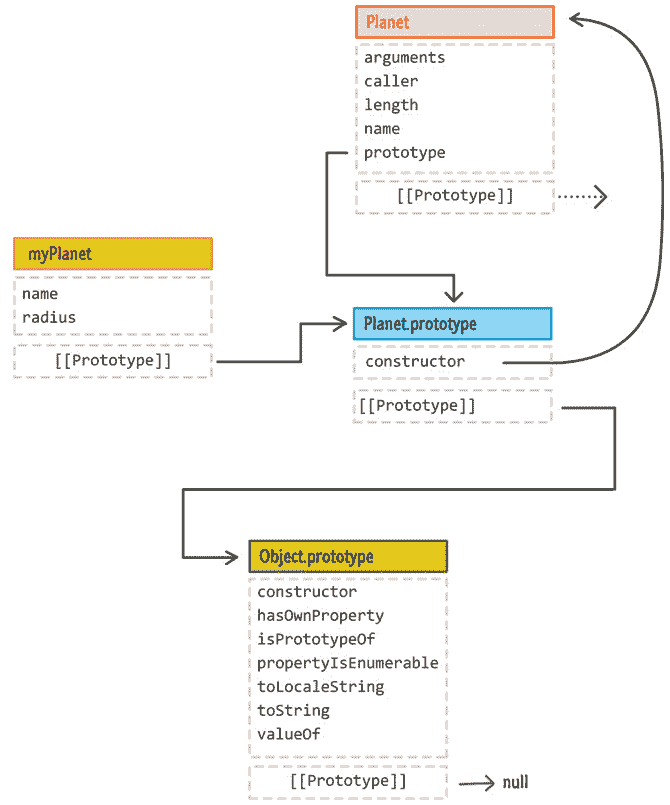 Planet
arguments
caller
length
name
prototype
[[Prototype]]
myPlanet
name
radius
[[Prototype]]
Planet.prototype
constructor
[[Prototype]]
Object.prototype
constructor
hasOwnProperty
isPrototypeOf
propertyIsEnumerable
toLocaleString
toString
valueOf
[[Prototype]]
null